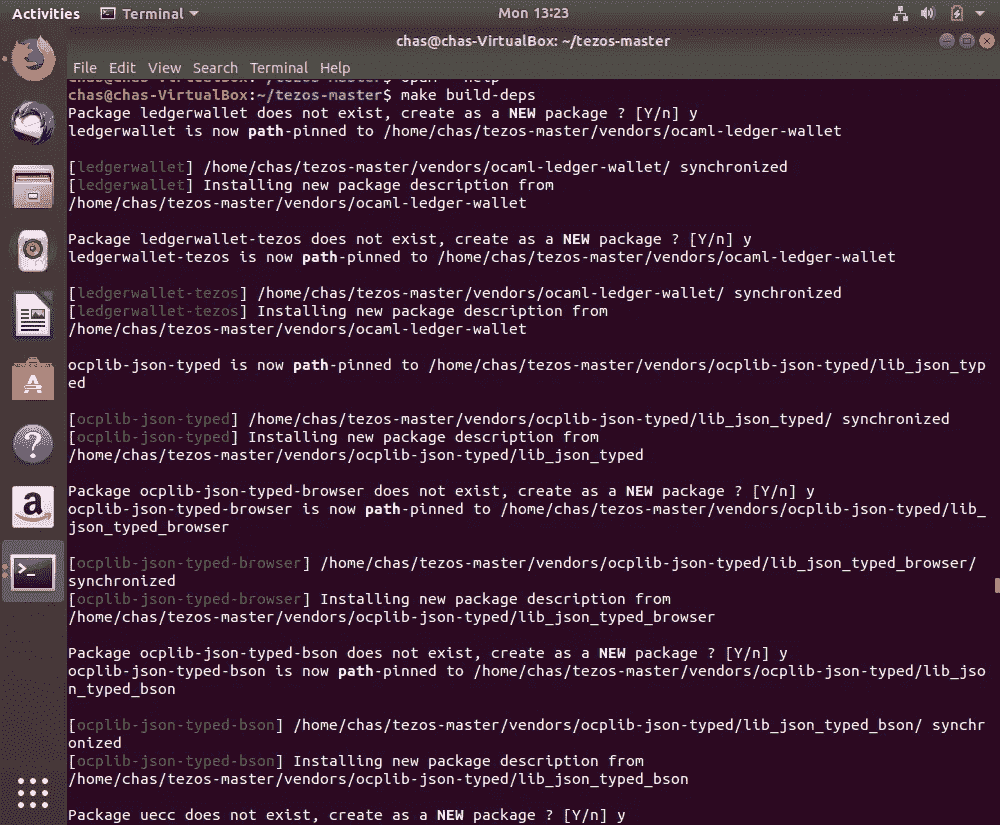 Activities Terminal Mon 13:23
chas@chas-VirtualBox: ~/tezos-master
File Edit View Search Terminal Help
chas@chas-VirtualBox:~/tezos-master$ make build-deps
Package ledgerwallet does not exist, create as a NEW package ? [Y/n] y
ledgerwallet is now path-pinned to /home/chas/tezos-master/vendors/ocaml-ledger-wallet
[ledgerwallet] /home/chas/tezos-master/vendors/ocaml-ledger-wallet/ synchronized
[ledgerwallet] Installing new package description from
/home/chas/tezos-master/vendors/ocaml-ledger-wallet
Package ledgerwallet-tezos does not exist, create as a NEW package ? [Y/n] y
ledgerwallet-tezos is now path-pinned to /home/chas/tezos-master/vendors/ocaml-ledger-wallet
[ledgerwallet-tezos] /home/chas/tezos-master/vendors/ocaml-ledger-wallet/ synchronized
[ledgerwallet-tezos] Installing new package description from
/home/chas/tezos-master/vendors/ocaml-ledger-wallet
ocplib-json-typed is now path-pinned to /home/chas/tezos-master/vendors/ocplib-json-typed/lib_json_typ
ed
[ocplib-json-typed] /home/chas/tezos-master/vendors/ocplib-json-typed/lib_json_typed/ synchronized
[ocplib-json-typed] Installing new package description from
/home/chas/tezos-master/vendors/ocplib-json-typed/lib_json_typed
Package ocplib-json-typed-browser does not exist, create as a NEW package ? [Y/n] y
ocplib-json-typed-browser is now path-pinned to /home/chas/tezos-master/vendors/ocplib-json-typed/lib_
json_typed_browser
[ocplib-json-typed-browser] /home/chas/tezos-master/vendors/ocplib-json-typed/lib_json_typed_browser/
synchronized
[ocplib-json-typed-browser] Installing new package description from
/home/chas/tezos-master/vendors/ocplib-json-typed/lib_json_typed_browser
Package ocplib-json-typed-bson does not exist, create as a NEW package ? [Y/n] y
ocplib-json-typed-bson is now path-pinned to /home/chas/tezos-master/vendors/ocplib-json-typed/lib_jso
n_typed_bson
[ocplib-json-typed-bson] /home/chas/tezos-master/vendors/ocplib-json-typed/lib_json_typed_bson/ synchr
onized
[ocplib-json-typed-bson] Installing new package description from
/home/chas/tezos-master/vendors/ocplib-json-typed/lib_json_typed_bson
Package uecc does not exist, create as a NEW package ? [Y/n] y